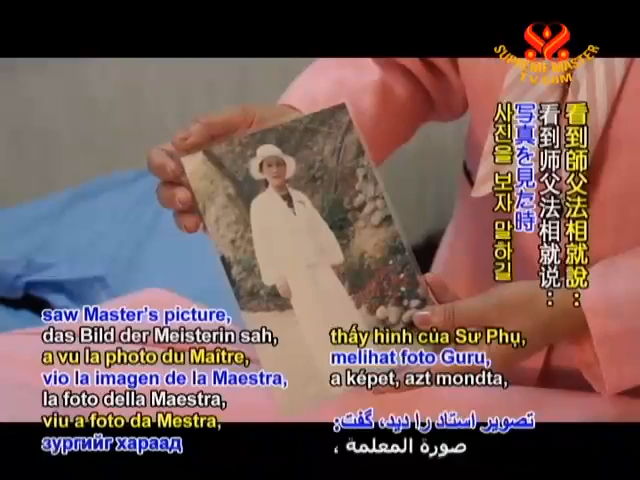 SUPREME MASTER
TV.COM
看到師父法相就說：
看到师父法相就说：
写真を見た時
사진을 보자 말하길
saw Master's picture,
das Bild der Meisterin sah,
a vu la photo du Maître,
vio la imagen de la Maestra,
la foto della Maestra,
viu a foto da Mestra,
зургийг хараад
thấy hình của Sư Phụ,
melihat foto Guru,
a képet, azt mondta,
تصویر استاد را دید، گفت:
صورة المعلمة ،